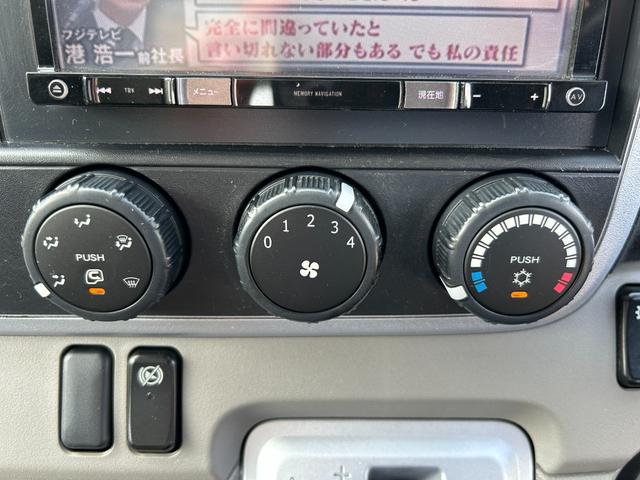 フジテレビ
港 浩一 前社長
完全に間違っていたと
言い切れない部分もある でも私の責任
TRK
メニュー
MEMORY NAVIGATION
現在地
-
+
AV
PUSH
0 1 2 3 4
PUSH